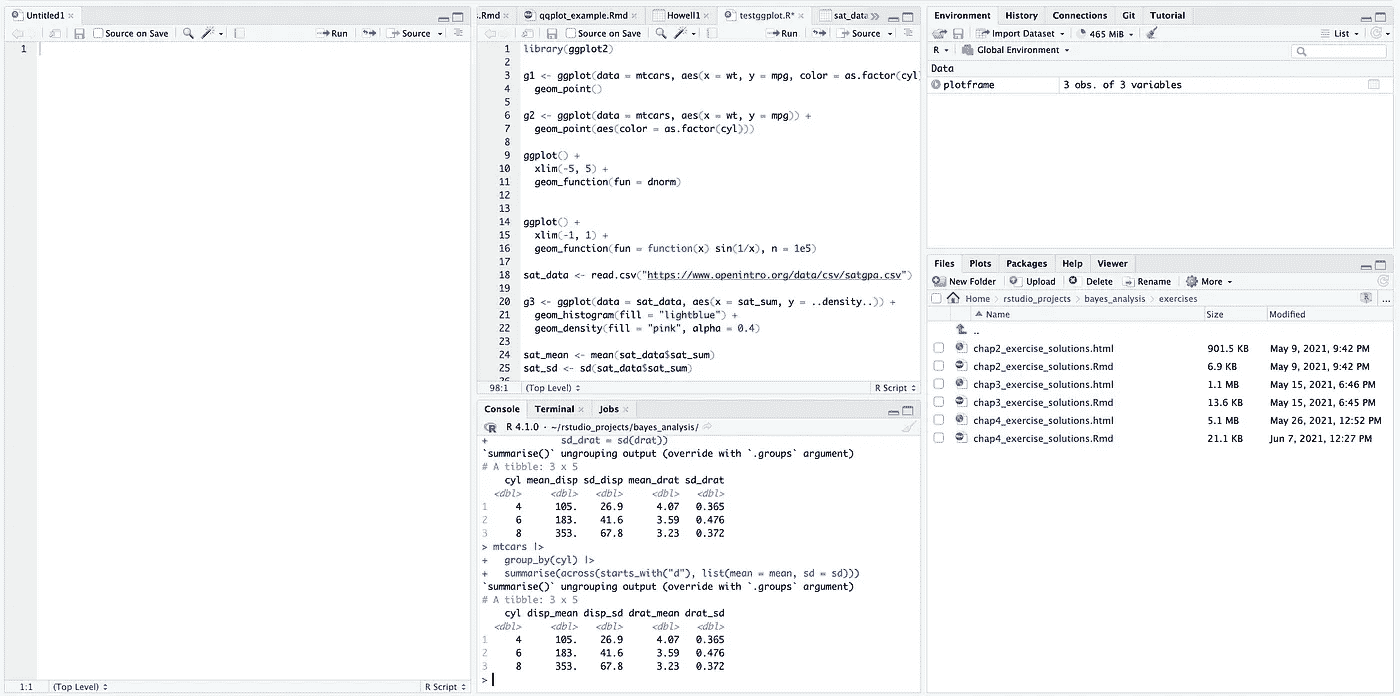 Untitled1
Source on Save Run Source
1
1:1 (Top Level) R Script
s.Rmd qqplot_example.Rmd Howell1 testggplot.R* sat_data
Source on Save Run Source
1 library(ggplot2)
2
3 g1 <- ggplot(data = mtcars, aes(x = wt, y = mpg, color = as.factor(cyl)
4 geom_point()
5
6 g2 <- ggplot(data = mtcars, aes(x = wt, y = mpg)) +
7 geom_point(aes(color = as.factor(cyl)))
8
9 ggplot() +
10 xlim(-5, 5) +
11 geom_function(fun = dnorm)
12
13
14 ggplot() +
15 xlim(-1, 1) +
16 geom_function(fun = function(x) sin(1/x), n = 1e5)
17
18 sat_data <- read.csv("https://www.openintro.org/data/csv/satgpa.csv")
19
20 g3 <- ggplot(data = sat_data, aes(x = sat_sum, y = ..density..)) +
21 geom_histogram(fill = "lightblue") +
22 geom_density(fill = "pink", alpha = 0.4)
23
24 sat_mean <- mean(sat_data$sat_sum)
25 sat_sd <- sd(sat_data$sat_sum)
26
98:1 (Top Level) R Script
Console Terminal Jobs
R 4.1.0 · ~/rstudio_projects/bayes_analysis/
+ sd_drat = sd(drat))
`summarise()` ungrouping output (override with `.groups` argument)
# A tibble: 3 x 5
cyl mean_disp sd_disp mean_drat sd_drat
<dbl> <dbl> <dbl> <dbl> <dbl>
1 4 105. 26.9 4.07 0.365
2 6 183. 41.6 3.59 0.476
3 8 353. 67.8 3.23 0.372
> mtcars |>
+ group_by(cyl) |>
+ summarise(across(starts_with("d"), list(mean = mean, sd = sd)))
`summarise()` ungrouping output (override with `.groups` argument)
# A tibble: 3 x 5
cyl disp_mean disp_sd drat_mean drat_sd
<dbl> <dbl> <dbl> <dbl> <dbl>
1 4 105. 26.9 4.07 0.365
2 6 183. 41.6 3.59 0.476
3 8 353. 67.8 3.23 0.372
>
Environment History Connections Git Tutorial
Import Dataset 465 MiB List
R Global Environment
Data
plotframe 3 obs. of 3 variables
Files Plots Packages Help Viewer
New Folder Upload Delete Rename More
Home rstudio_projects bayes_analysis exercises ...
Name Size Modified
..
chap2_exercise_solutions.html 901.5 KB May 9, 2021, 9:42 PM
chap2_exercise_solutions.Rmd 6.9 KB May 9, 2021, 9:42 PM
chap3_exercise_solutions.html 1.1 MB May 15, 2021, 6:46 PM
chap3_exercise_solutions.Rmd 13.6 KB May 15, 2021, 6:45 PM
chap4_exercise_solutions.html 5.1 MB May 26, 2021, 12:52 PM
chap4_exercise_solutions.Rmd 21.1 KB Jun 7, 2021, 12:27 PM